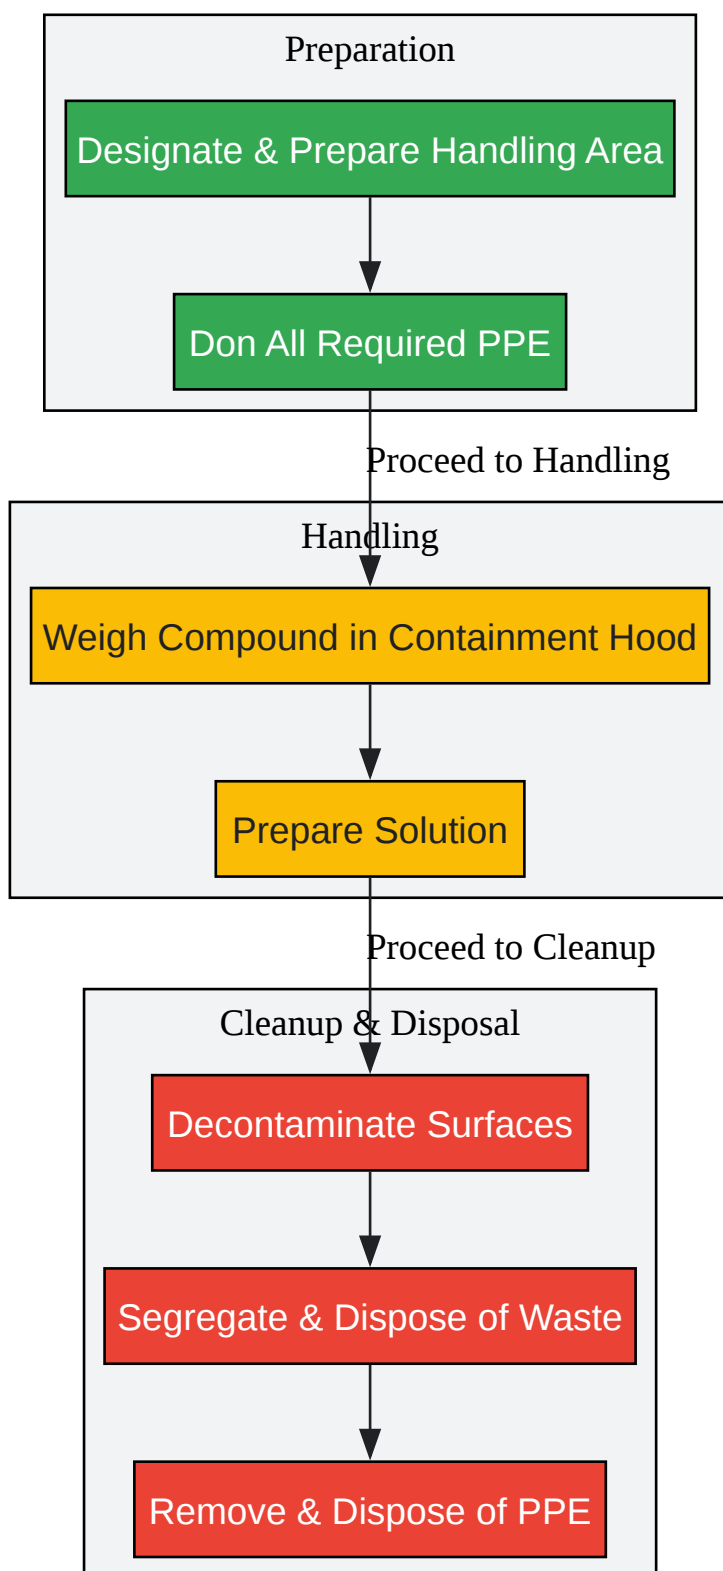 Preparation
Designate & Prepare Handling Area
Don All Required PPE
Proceed to Handling
Handling
Weigh Compound in Containment Hood
Prepare Solution
Proceed to Cleanup
Cleanup & Disposal
Decontaminate Surfaces
Segregate & Dispose of Waste
Remove & Dispose of PPE